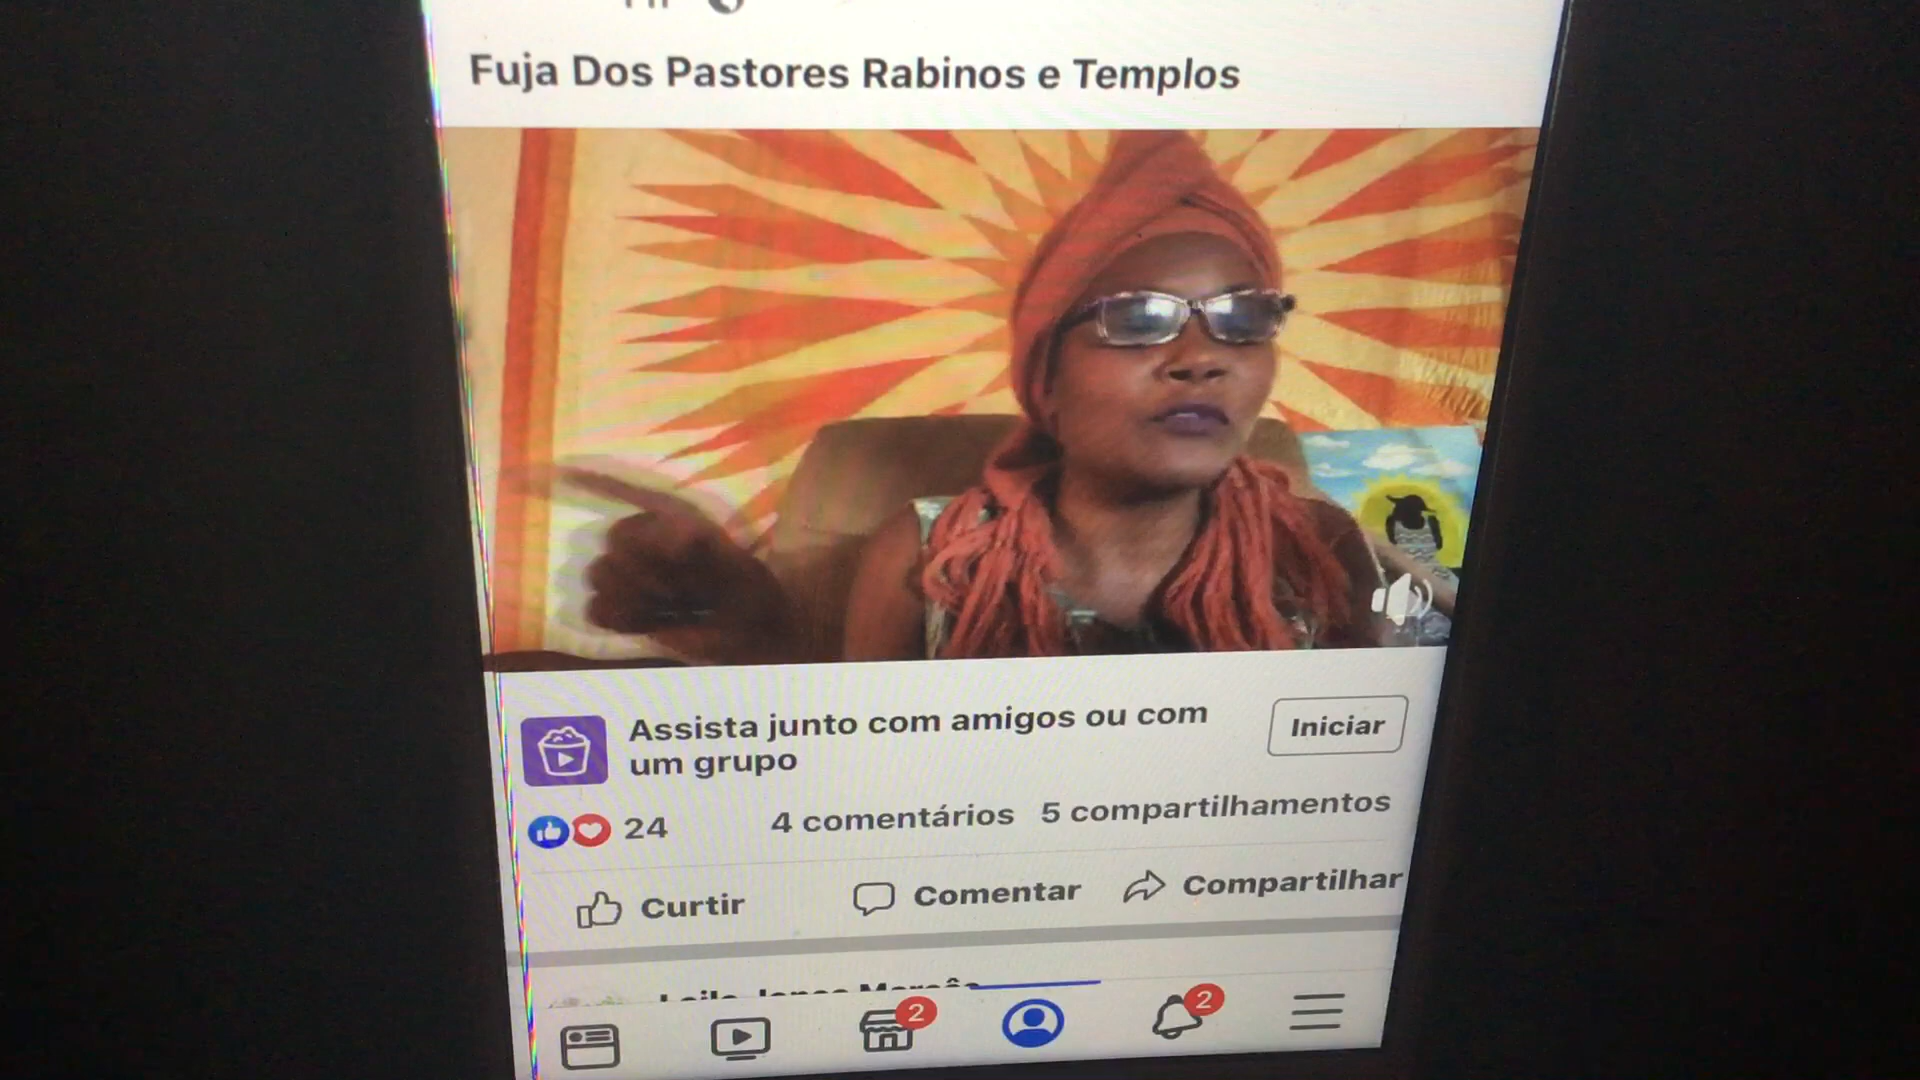 Fuja Dos Pastores Rabinos e Templos
Assista junto com amigos ou com
um grupo
Iniciar
24
4 comentários
5 compartilhamentos
Curtir
Comentar
Compartilhar
2
2